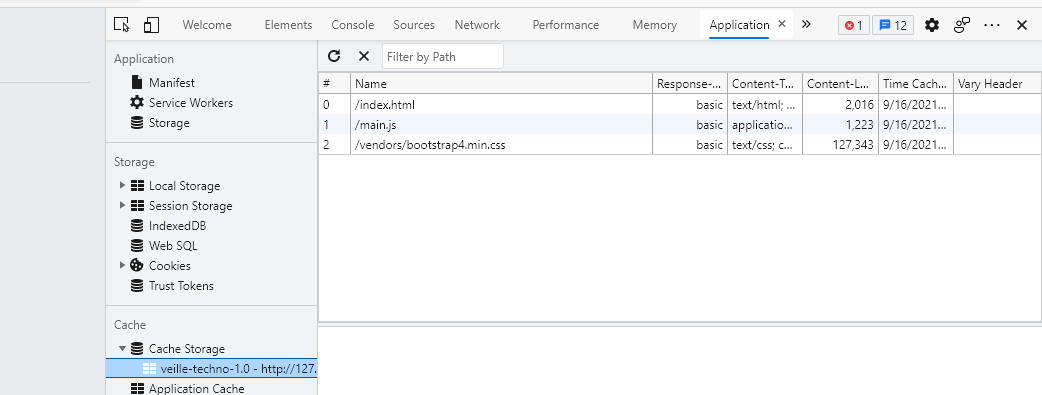 Welcome Elements Console Sources Network Performance Memory Application × » 1 12
Application
Manifest
Service Workers
Storage
Storage
Local Storage
Session Storage
IndexedDB
Web SQL
Cookies
Trust Tokens
Cache
Cache Storage
veille-techno-1.0 - http://127.
Application Cache
Filter by Path
# Name Response-... Content-T... Content-L... Time Cach... Vary Header
0 /index.html basic text/html; ... 2,016 9/16/2021...
1 /main.js basic applicatio... 1,223 9/16/2021...
2 /vendors/bootstrap4.min.css basic text/css; c... 127,343 9/16/2021...